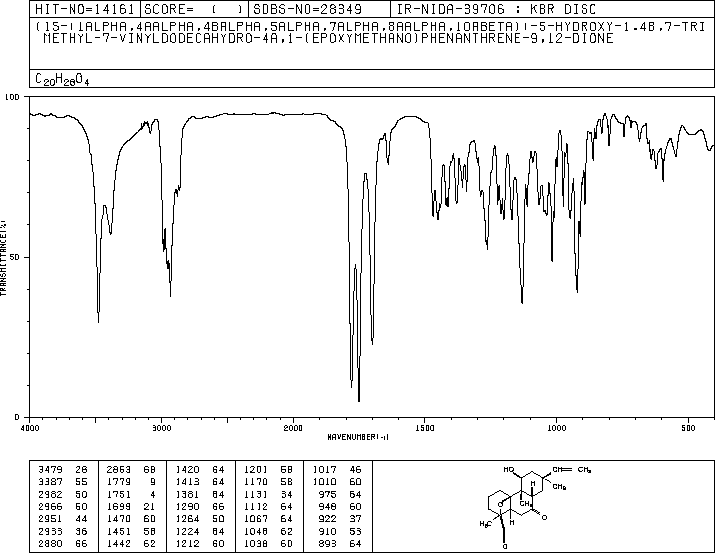 HIT-NO=14161 SCORE= ( ) SDBS-NO=28349 IR-NIDA-39706 : KBR DISC
(1S-(1ALPHA,4AALPHA,4BALPHA,5ALPHA,7ALPHA,8AALPHA,10ABETA))-5-HYDROXY-1,4B,7-TRI
METHYL-7-VINYLDODECAHYDRO-4A,1-(EPOXYMETHANO)PHENANTHRENE-9,12-DIONE
C20H28O4
100
50
0
TRANSMITTANCE(%)
4000 3000 2000 1500 1000 500
WAVENUMBER(-1)
3479 28 2863 68 1420 64 1201 58 1017 46
3387 55 1779 9 1413 64 1170 58 1010 60
2982 50 1751 4 1381 84 1131 34 975 64
2966 60 1699 21 1290 66 1112 64 948 60
2951 44 1470 60 1264 50 1067 64 922 37
2933 36 1451 58 1224 84 1048 62 910 53
2880 66 1442 62 1212 60 1038 60 893 64
HO
CH=CH2
CH3
H
CH3
O
CH3
H
O
O